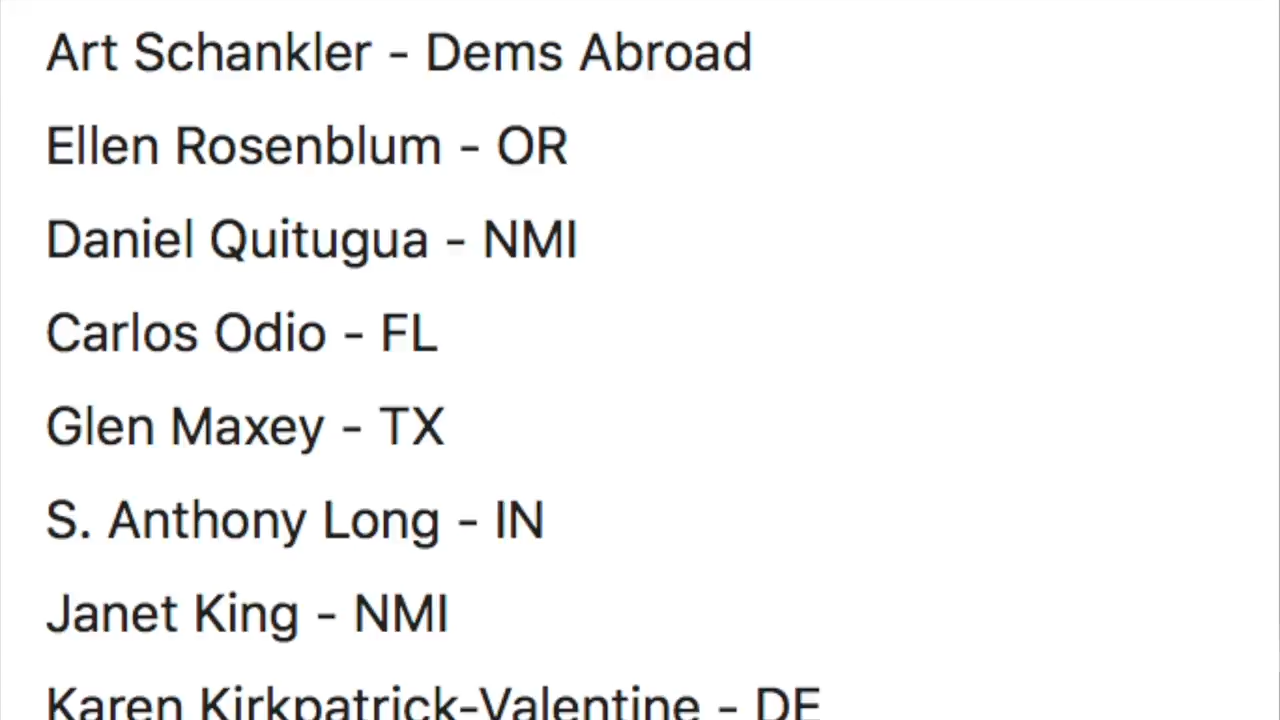 Art Schankler - Dems Abroad
Ellen Rosenblum - OR
Daniel Quitugua - NMI
Carlos Odio - FL
Glen Maxey - TX
S. Anthony Long - IN
Janet King - NMI
Karen Kirkpatrick-Valentine - DE